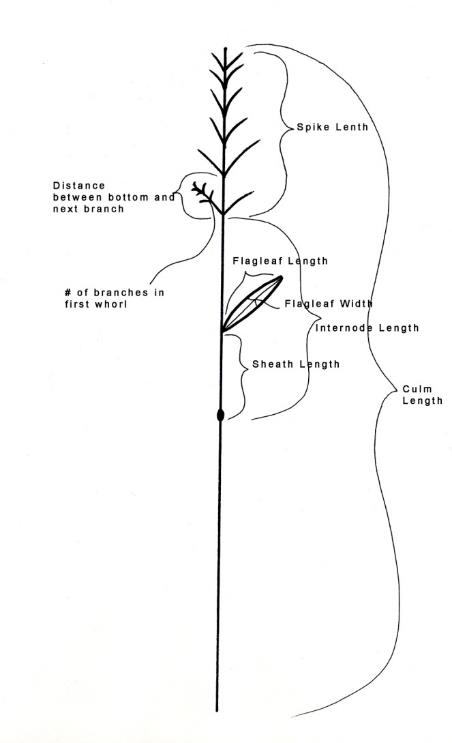 Spike Lenth
Distance
between bottom and
next branch
Flagleaf Length
# of branches in
first whorl
Flagleaf Width
Internode Length
Sheath Length
Culm
Length